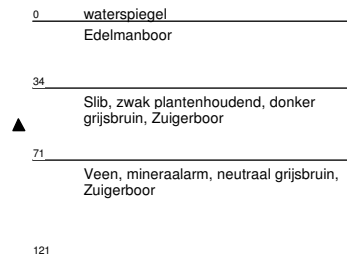 0 waterspiegel
Edelmanboor
34
Slib, zwak plantenhoudend, donker
grijsbruin, Zuigerboor
71
Veen, mineraalarm, neutraal grijsbruin,
Zuigerboor
121